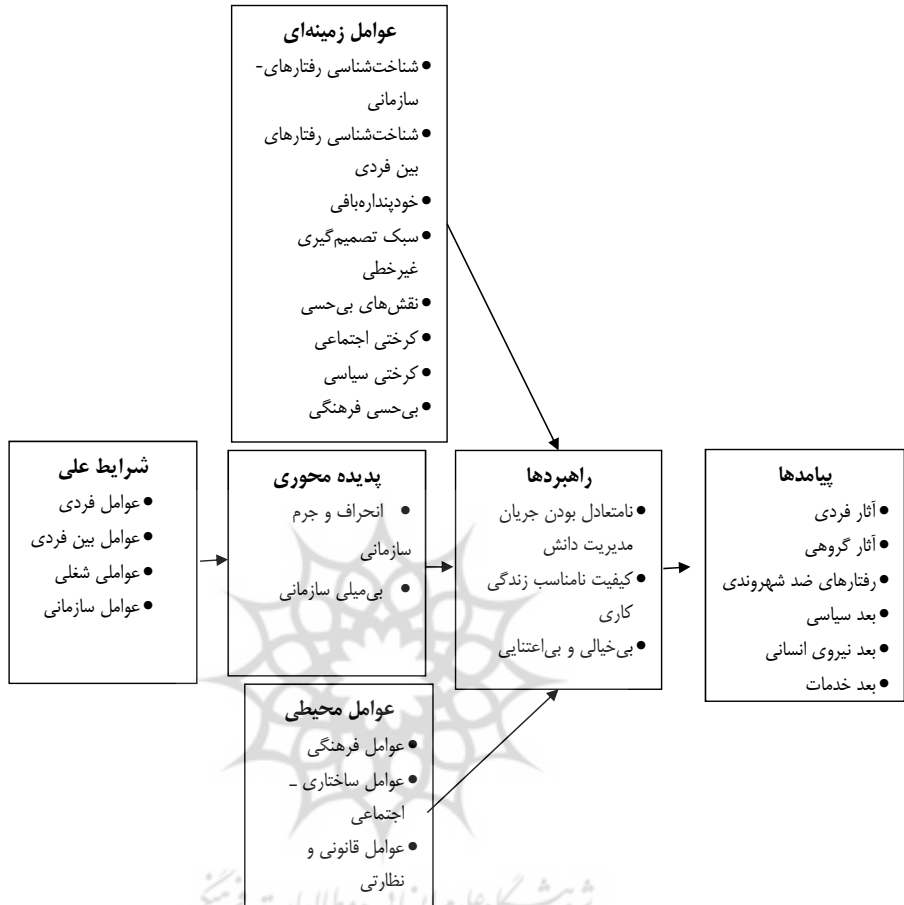 عوامل زمینه‌ای
• شناخت‌شناسی رفتارهای-
سازمانی
• شناخت‌شناسی رفتارهای
بین فردی
• خودپنداره‌بافی
• سبک تصمیم‌گیری
غیرخطی
• نقش‌های بی‌حسی
• کرختی اجتماعی
• کرختی سیاسی
• بی‌حسی فرهنگی
شرایط علی
• عوامل فردی
• عوامل بین فردی
• عواملی شغلی
• عوامل سازمانی
پدیده محوری
• انحراف و جرم
سازمانی
• بی‌میلی سازمانی
راهبردها
• نامتعادل بودن جریان
مدیریت دانش
• کیفیت نامناسب زندگی
کاری
• بی‌خیالی و بی‌اعتنایی
پیامدها
• آثار فردی
• آثار گروهی
• رفتارهای ضد شهروندی
• بعد سیاسی
• بعد نیروی انسانی
• بعد خدمات
عوامل محیطی
• عوامل فرهنگی
• عوامل ساختاری –
اجتماعی
• عوامل قانونی و
نظارتی